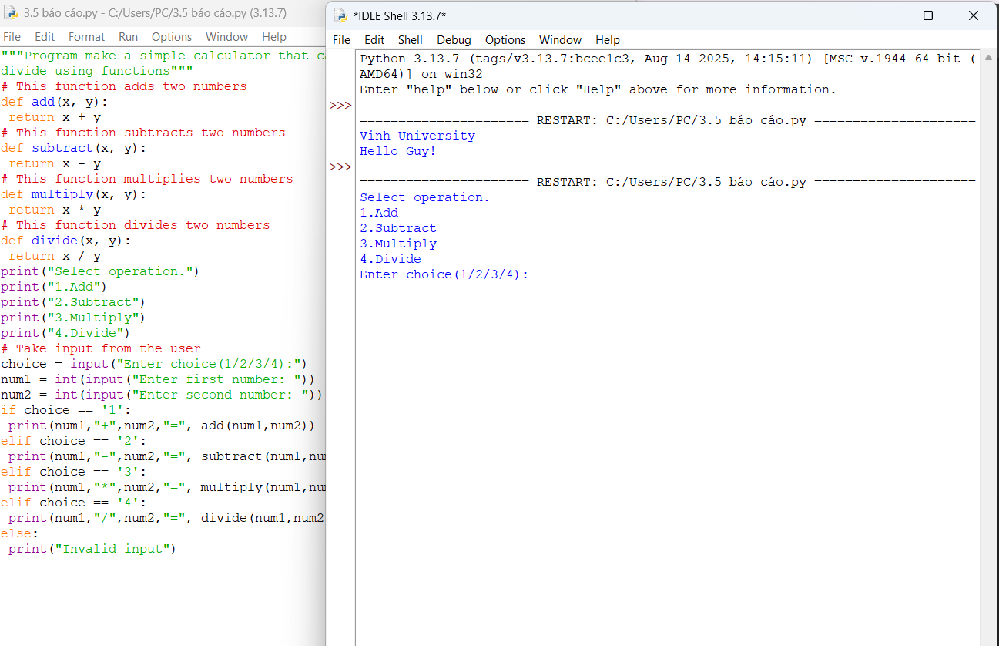 3.5 báo cáo.py - C:/Users/PC/3.5 báo cáo.py (3.13.7)
File Edit Format Run Options Window Help
"""Program make a simple calculator that
divide using functions"""
# This function adds two numbers
def add(x, y):
 return x + y
# This function subtracts two numbers
def subtract(x, y):
 return x - y
# This function multiplies two numbers
def multiply(x, y):
 return x * y
# This function divides two numbers
def divide(x, y):
 return x / y
print("Select operation.")
print("1.Add")
print("2.Subtract")
print("3.Multiply")
print("4.Divide")
# Take input from the user
choice = input("Enter choice(1/2/3/4):")
num1 = int(input("Enter first number: "))
num2 = int(input("Enter second number: "))
if choice == '1':
 print(num1,"+",num2,"=", add(num1,num2))
elif choice == '2':
 print(num1,"-",num2,"=", subtract(num1,
elif choice == '3':
 print(num1,"*",num2,"=", multiply(num1,
elif choice == '4':
 print(num1,"/",num2,"=", divide(num1,num2
else:
 print("Invalid input")
*IDLE Shell 3.13.7*
File Edit Shell Debug Options Window Help
Python 3.13.7 (tags/v3.13.7:bcee1c3, Aug 14 2025, 14:15:11) [MSC v.1944 64 bit (
AMD64)] on win32
Enter "help" below or click "Help" above for more information.
>>>
====================== RESTART: C:/Users/PC/3.5 báo cáo.py =====================
Vinh University
Hello Guy!
>>>
====================== RESTART: C:/Users/PC/3.5 báo cáo.py =====================
Select operation.
1.Add
2.Subtract
3.Multiply
4.Divide
Enter choice(1/2/3/4):